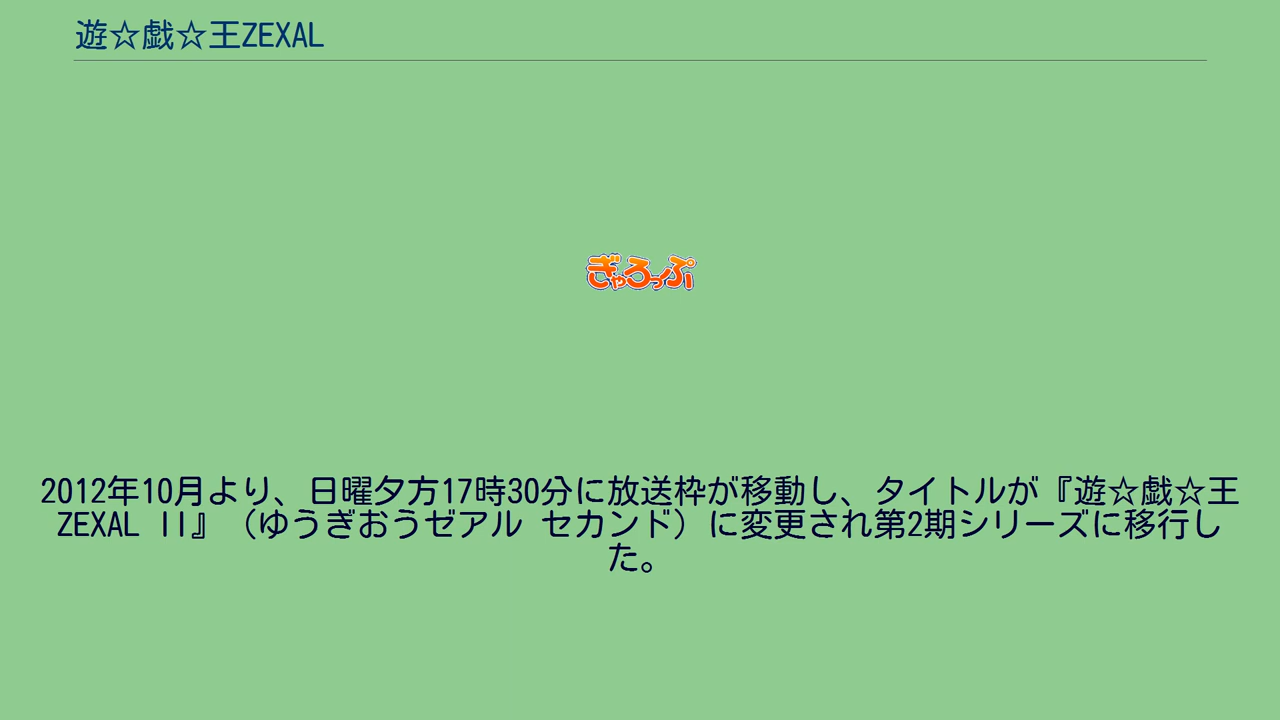 遊☆戯☆王ZEXAL
ぎゃろっぷ
2012年10月より、日曜夕方17時30分に放送枠が移動し、タイトルが『遊☆戯☆王
ZEXAL II』（ゆうぎおうゼアル セカンド）に変更され第2期シリーズに移行し
た。